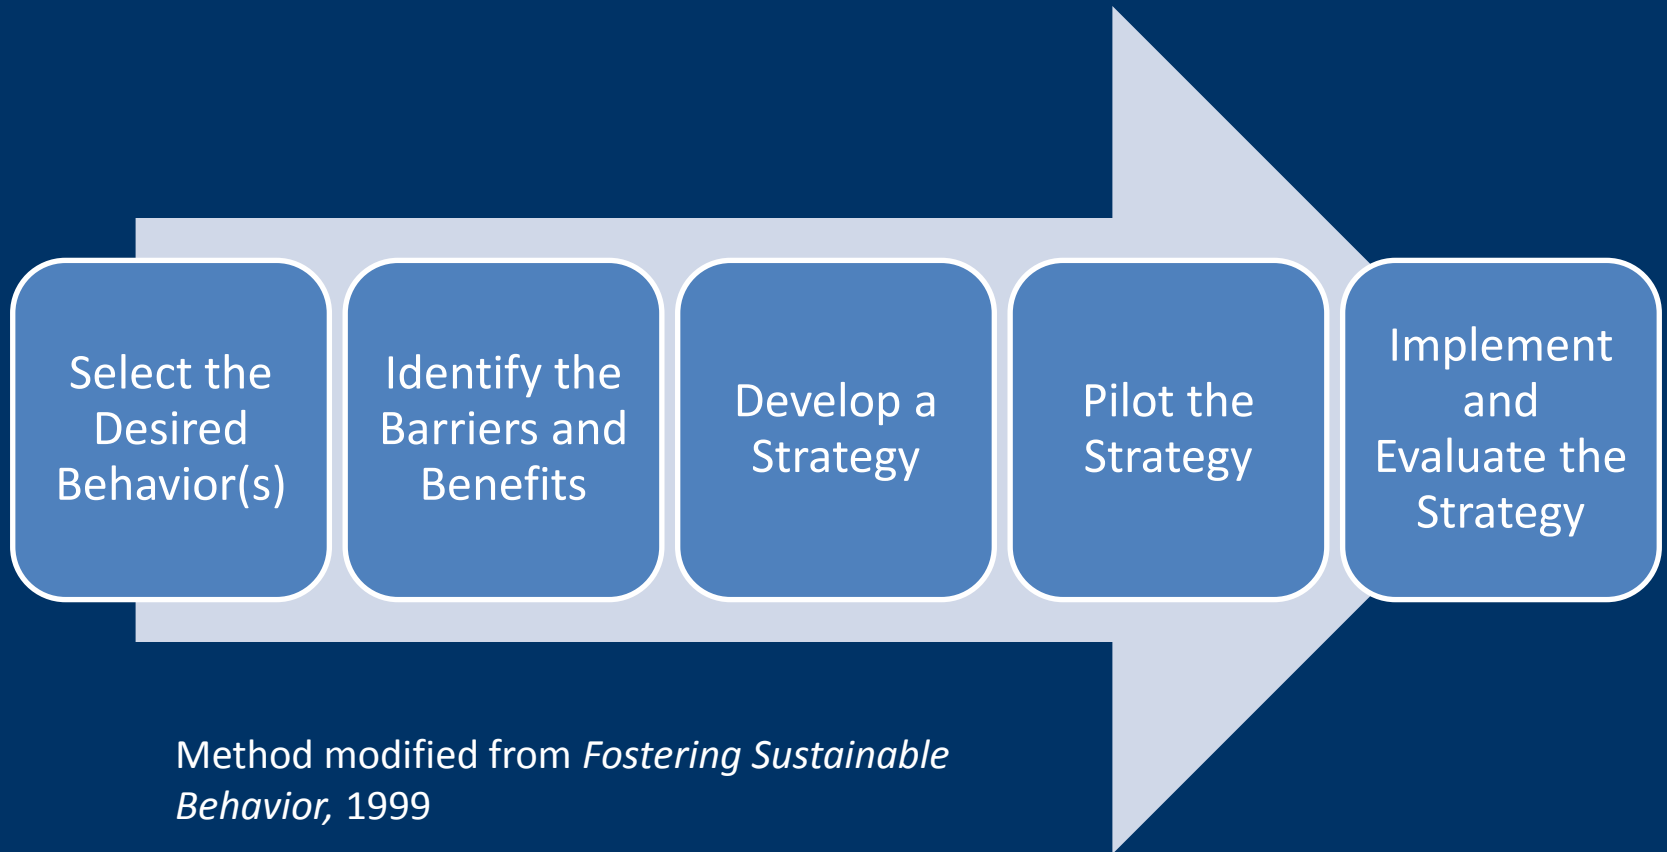 Select the
Desired
Behavior(s)
Identify the
Barriers and
Benefits
Develop a
Strategy
Pilot the
Strategy
Implement
and
Evaluate the
Strategy
Method modified from Fostering Sustainable
Behavior, 1999